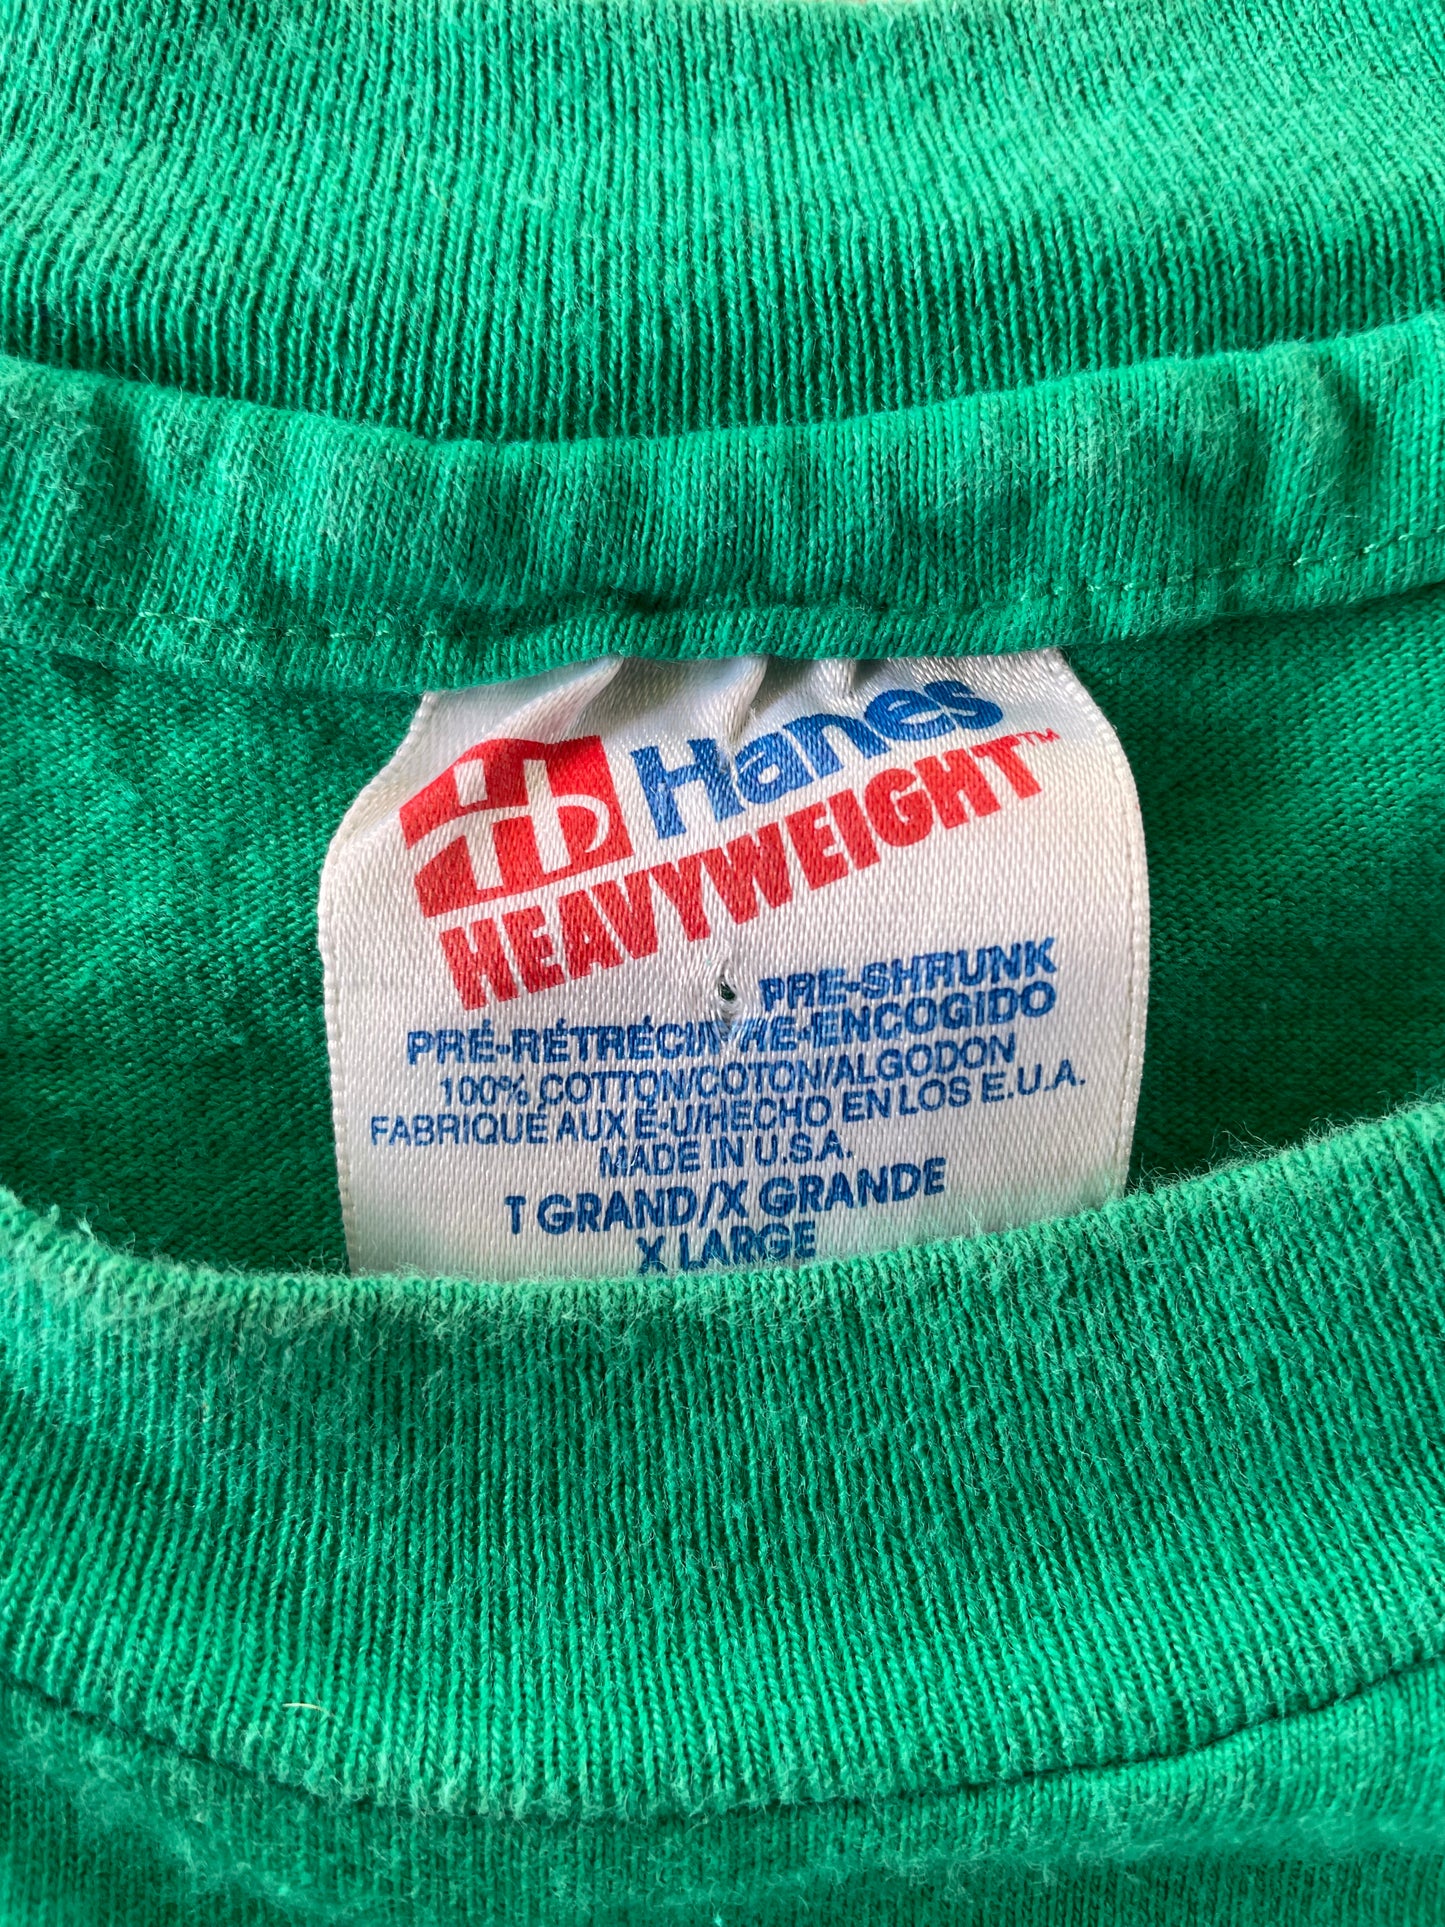 Hanes
HEAVYWEIGHT™
PRE-SHRUNK
PRÉ-RÉTRÉCI/ PRE-ENCOGIDO
100% COTTON/COTON/ALGODON
FABRIQUÉ AUX É-U/HECHO EN LOS E.U.A.
MADE IN U.S.A.
T GRAND/X GRANDE
X LARGE